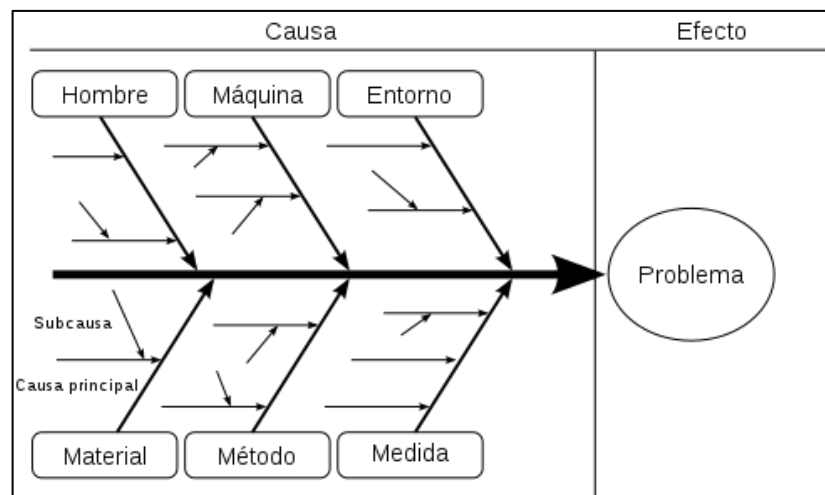 Causa
Efecto
Hombre
Máquina
Entorno
Problema
Subcausa
Causa principal
Material
Método
Medida